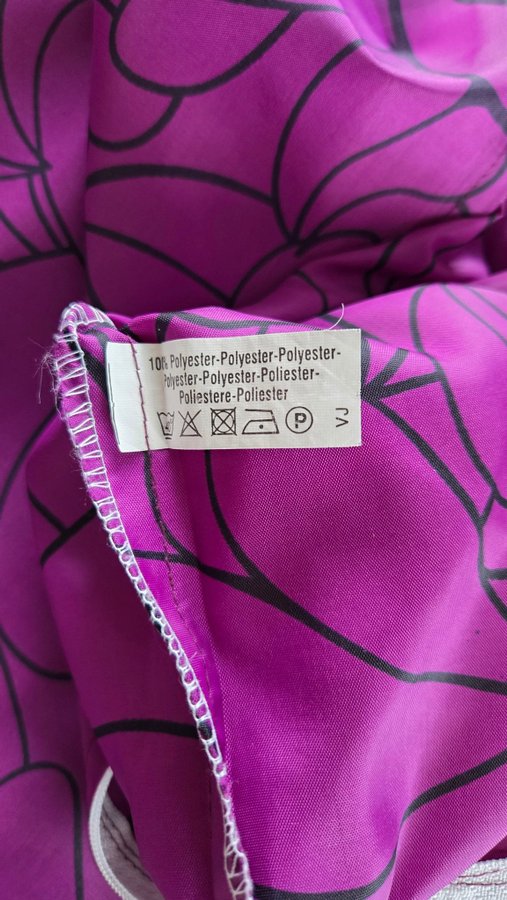 100% Polyester-Polyester-Polyester-
Polyester-Polyester-Poliester-
Poliestere-Poliester
P
VJ